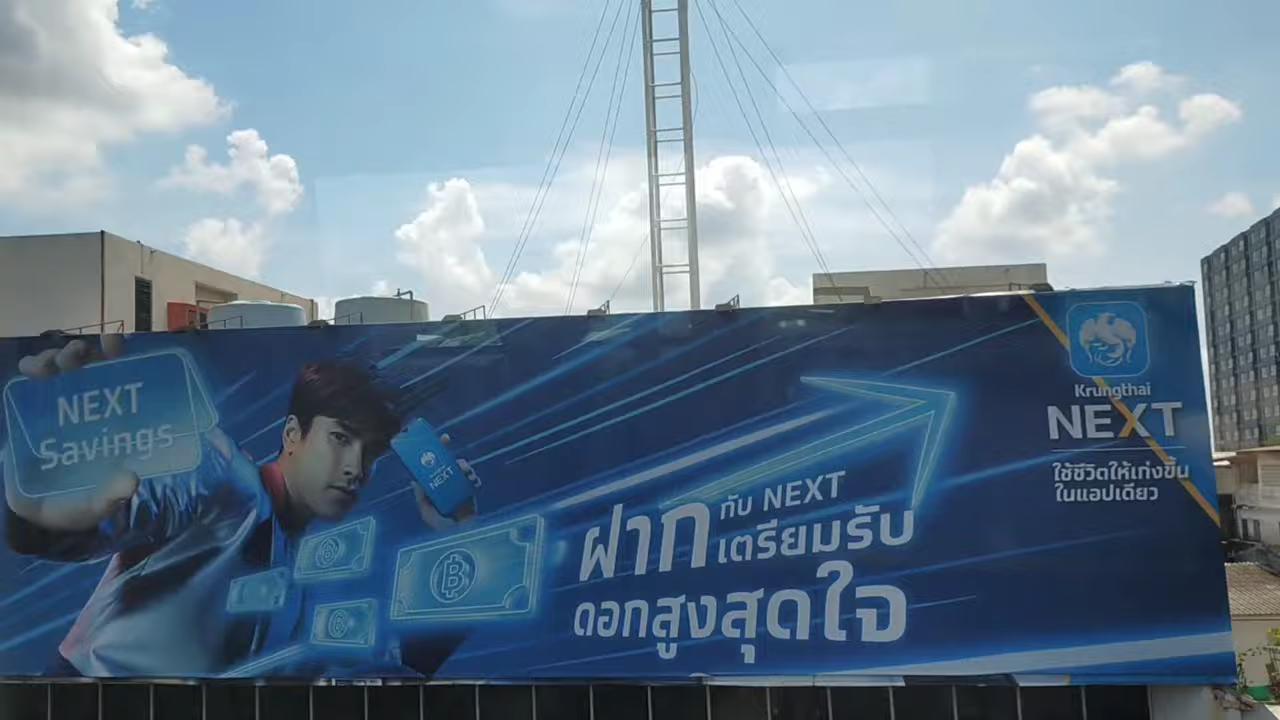 NEXT
Savings
NEXT
ฝาก กับ NEXT
เตรียมรับ
ดอกสูงสุดใจ
Krungthai
NEXT
ใช้ชีวิตให้เก่งขึ้น
ในแอปเดียว